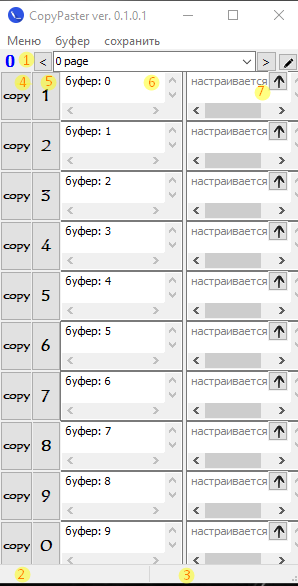 CopyPaster ver. 0.1.0.1
Меню буфер сохранить
0 1 < 0 page >
4 5 буфер: 0 6 настраивается
copy 1 7
буфер: 1 настраивается
copy 2
буфер: 2 настраивается
copy 3
буфер: 3 настраивается
copy 4
буфер: 4 настраивается
copy 5
буфер: 5 настраивается
copy 6
буфер: 6 настраивается
copy 7
буфер: 7 настраивается
copy 8
буфер: 8 настраивается
copy 9
буфер: 9 настраивается
copy 0
2 3